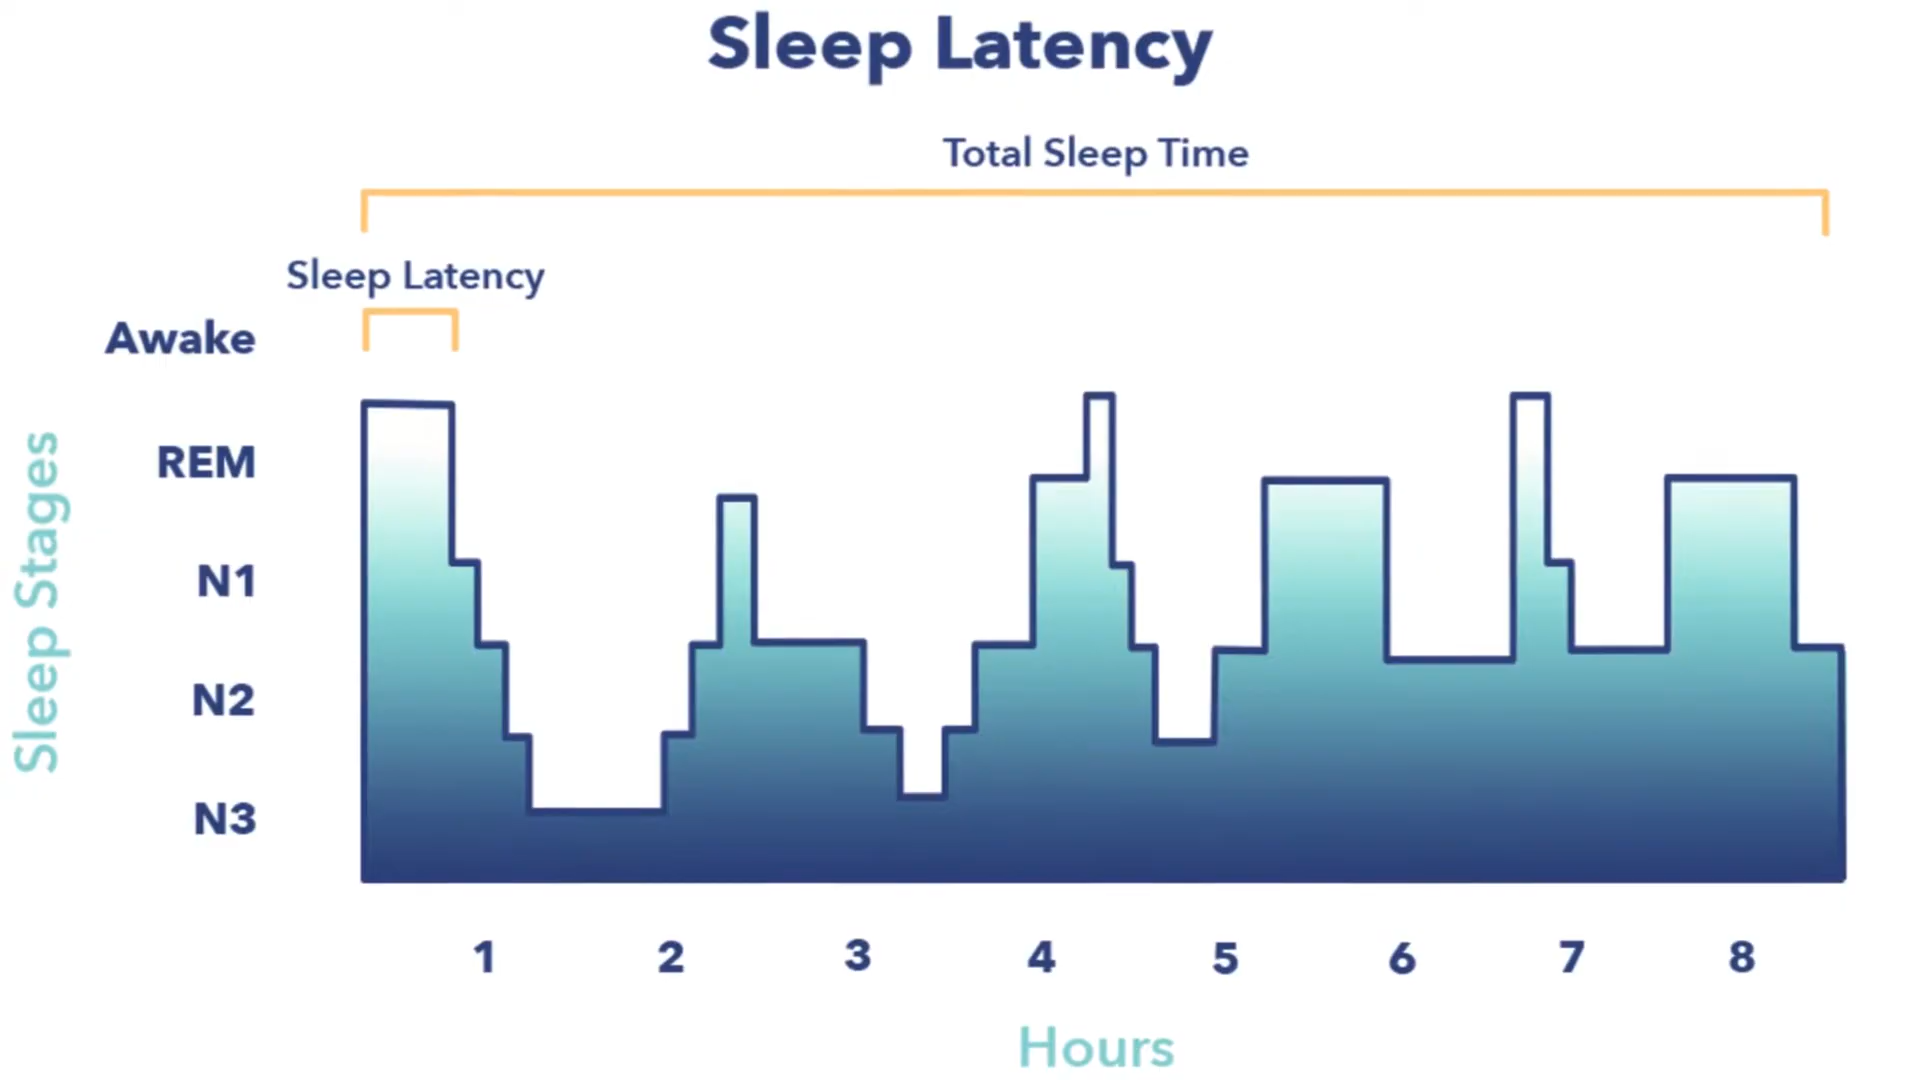 Sleep Latency
Total Sleep Time
Sleep Latency
Awake
REM
N1
N2
N3
Sleep Stages
1 2 3 4 5 6 7 8
Hours